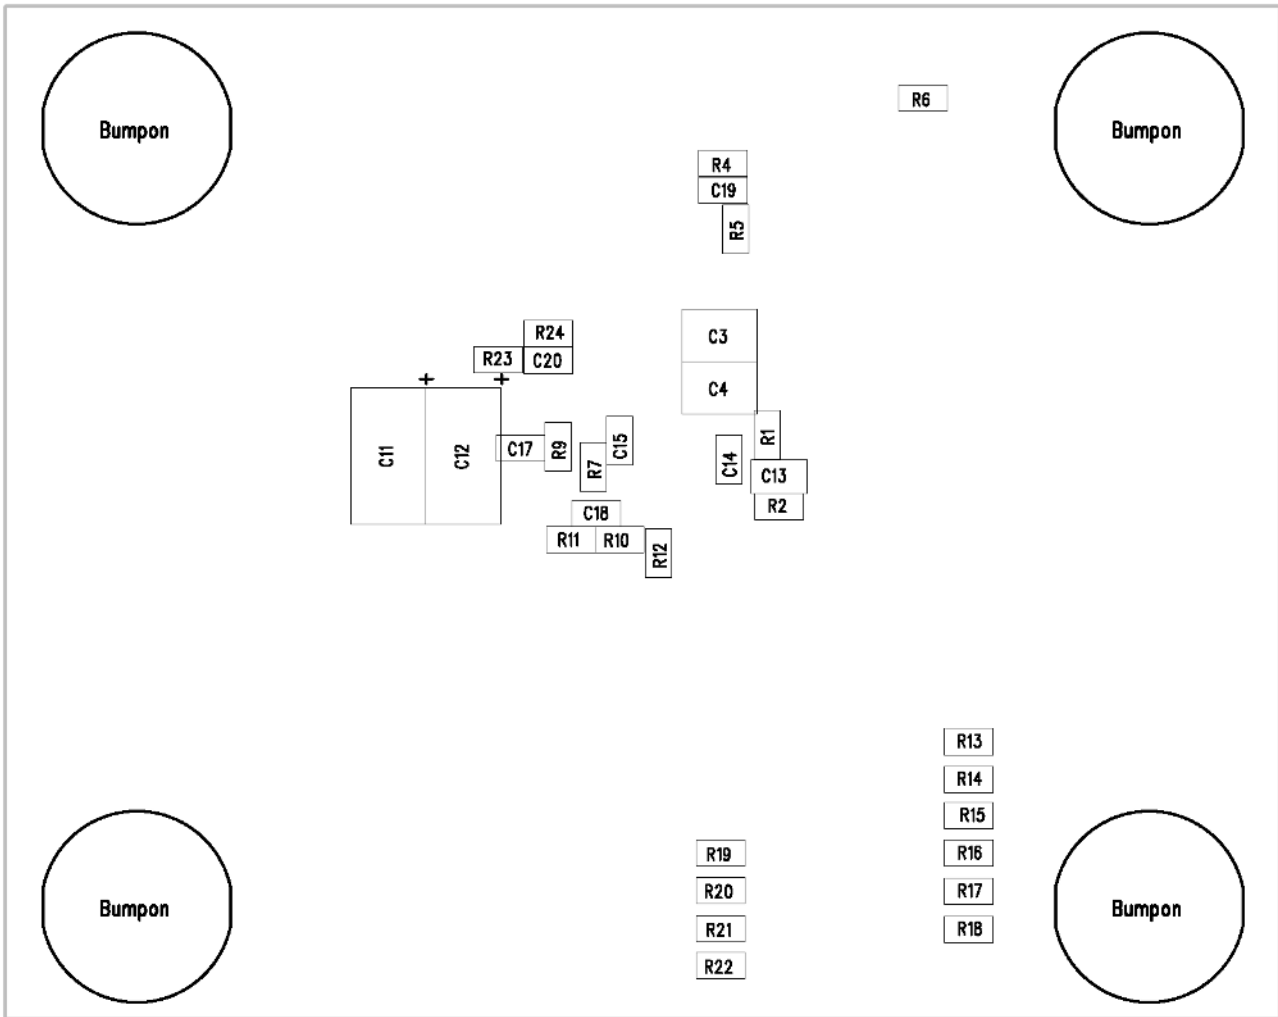 R6
Bumpon
Bumpon
R4
C19
R5
R24
C3
R23
C20
+
+
C4
R1
C15
C17
R9
C11
C12
R7
C14
C13
R2
C18
R11
R10
R12
R13
R14
R15
R19
R16
R20
R17
Bumpon
Bumpon
R21
R18
R22